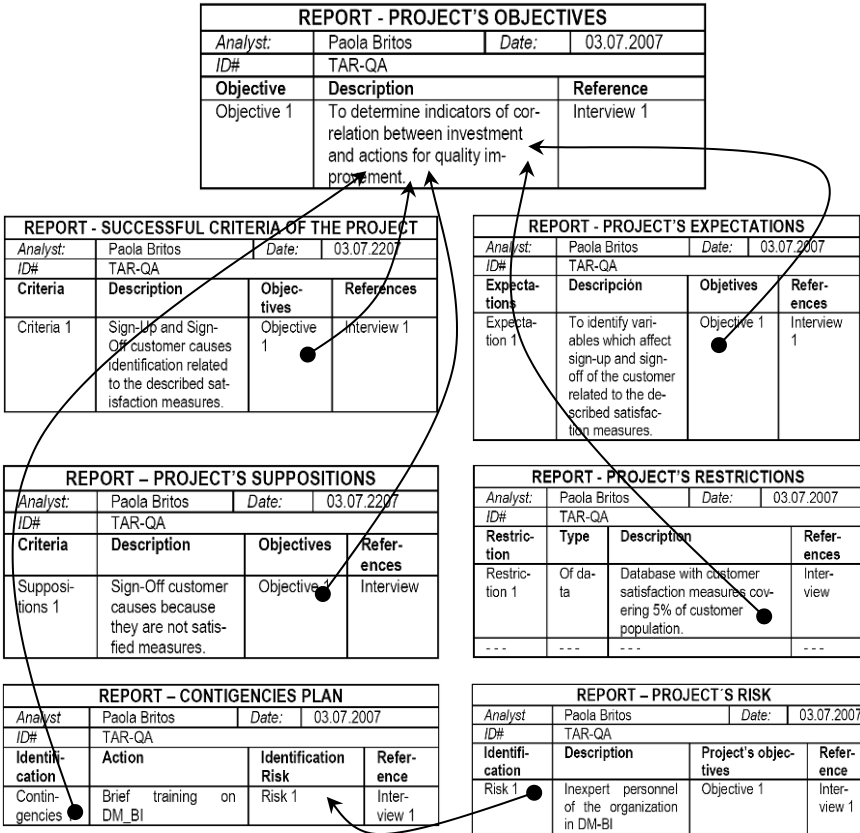 REPORT - PROJECT'S OBJECTIVES
Analyst: Paola Britos Date: 03.07.2007
ID# TAR-QA
Objective Description Reference
Objective 1 To determine indicators of cor- Interview 1
relation between investment
and actions for quality im-
provement.
REPORT - SUCCESSFUL CRITERIA OF THE PROJECT
Analyst: Paola Britos Date: 03.07.2207
ID# TAR-QA
Criteria Description Objec- References
tives
Criteria 1 Sign-Up and Sign- Objective Interview 1
Off customer causes 1
identification related
to the described sat-
isfaction measures.
REPORT - PROJECT'S EXPECTATIONS
Analyst: Paola Britos Date: 03.07.2007
ID# TAR-QA
Expecta- Descripción Objetives Refer-
tions ences
Expecta- To identify vari- Objective 1 Interview
tion 1 ables which affect 1
sign-up and sign-
off of the customer
related to the de-
scribed satisfac-
tion measures.
REPORT – PROJECT'S SUPPOSITIONS
Analyst: Paola Britos Date: 03.07.2207
ID# TAR-QA
Criteria Description Objectives Refer-
ences
Supposi- Sign-Off customer Objective 1 Interview
tions 1 causes because
they are not satis-
fied measures.
REPORT - PROJECT'S RESTRICTIONS
Analyst: Paola Britos Date: 03.07.2007
ID# TAR-QA
Restric- Type Description Refer-
tion ences
Restric- Of da- Database with customer Inter-
tion 1 ta satisfaction measures cov- view
ering 5% of customer
population.
- - - - - - - - - - - -
REPORT – CONTIGENCIES PLAN
Analyst Paola Britos Date: 03.07.2007
ID# TAR-QA
Identifi- Action Identification Refer-
cation Risk ence
Contin- Brief training on Risk 1 Inter-
gencies DM_BI view 1
REPORT – PROJECT´S RISK
Analyst Paola Britos Date: 03.07.2007
ID# TAR-QA
Identifi- Description Project's objec- Refer-
cation tives ence
Risk 1 Inexpert personnel Objective 1 Inter-
of the organization view 1
in DM-BI